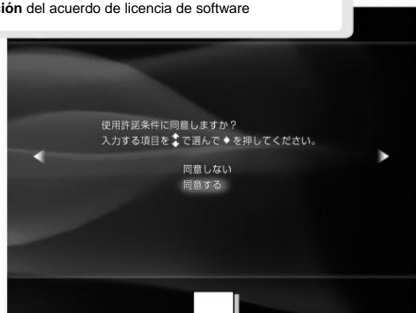 ción del acuerdo de licencia de software
使用許諾条件に同意しますか？
入力する項目を で選んで を押してください。
同意しない
同意する